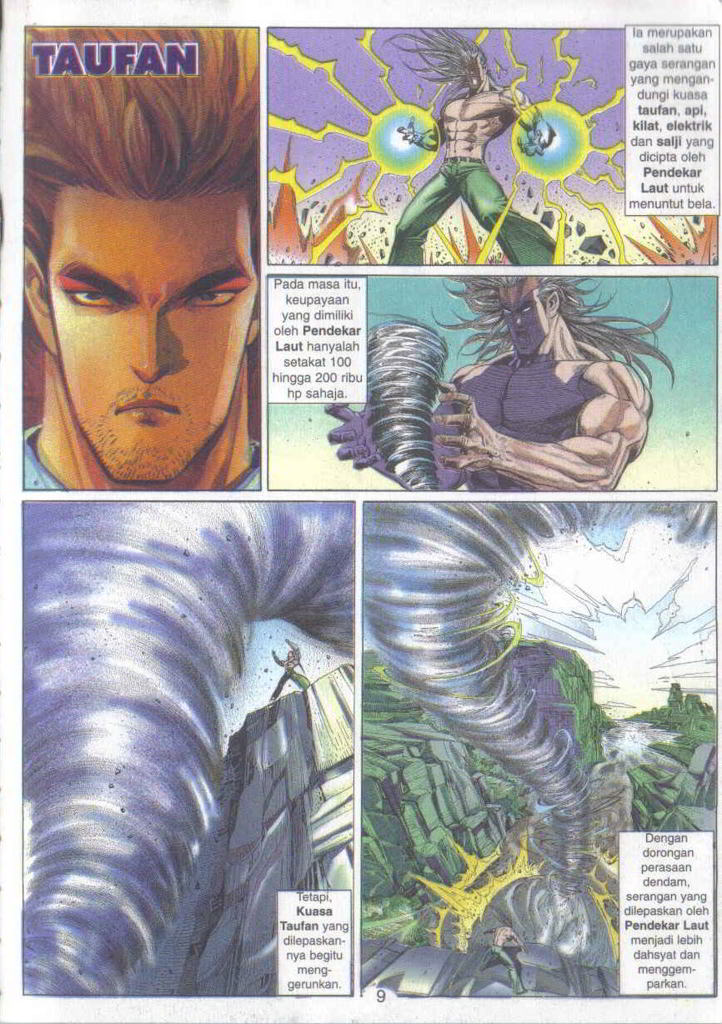 TAUFAN
Ia merupakan
salah satu
gaya serangan
yang mengan-
dungi kuasa
taufan, api,
kilat, elektrik
dan salji yang
dicipta oleh
Pendekar
Laut untuk
menuntut bela.
Pada masa itu,
keupayaan
yang dimiliki
oleh Pendekar
Laut hanyalah
setakat 100
hingga 200 ribu
hp sahaja.
Tetapi,
Kuasa
Taufan yang
dilepaskan-
nya begitu
meng-
gerunkan.
Dengan
dorongan
perasaan
dendam,
serangan yang
dilepaskan oleh
Pendekar Laut
menjadi lebih
dahsyat dan
menggem-
parkan.
9